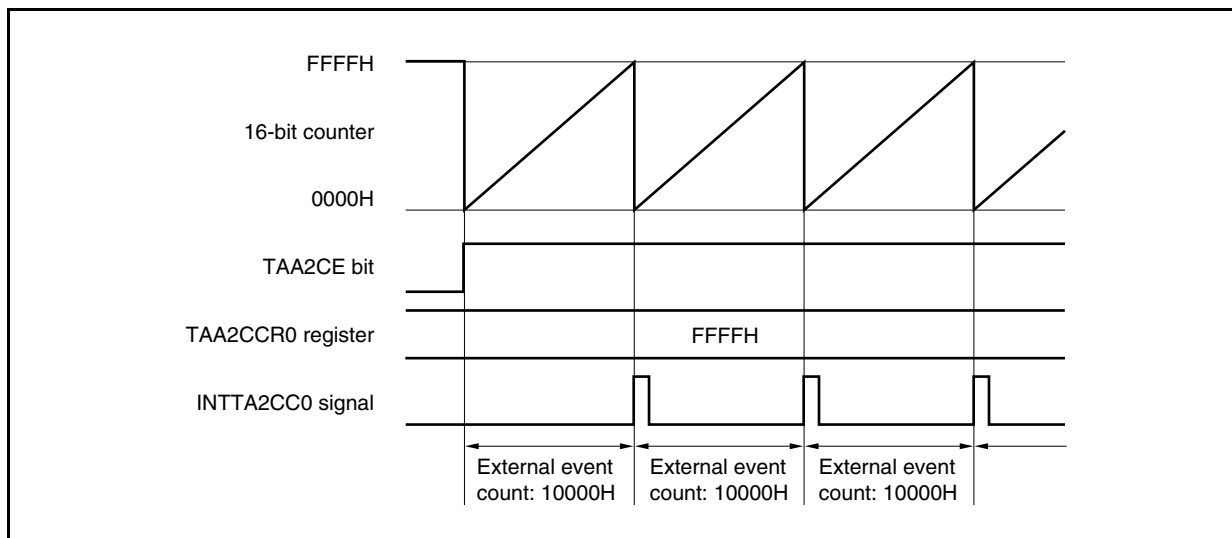 FFFFH
16-bit counter
0000H
TAA2CE bit
TAA2CCR0 register
FFFFH
INTTA2CC0 signal
External event
count: 10000H
External event
count: 10000H
External event
count: 10000H